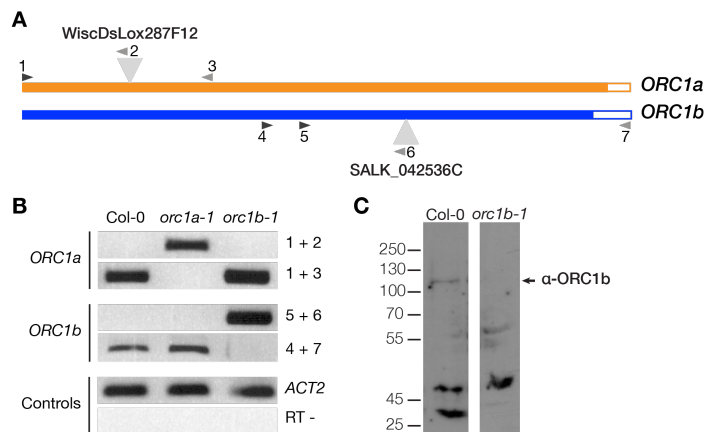 A
WiscDsLox287F12
2
1
3
ORC1a
ORC1b
4
5
6
7
SALK_042536C
B
Col-0 orc1a-1 orc1b-1
ORC1a
1 + 2
1 + 3
ORC1b
5 + 6
4 + 7
Controls
ACT2
RT -
C
Col-0 orc1b-1
250
130
100
70
55
45
25
α-ORC1b